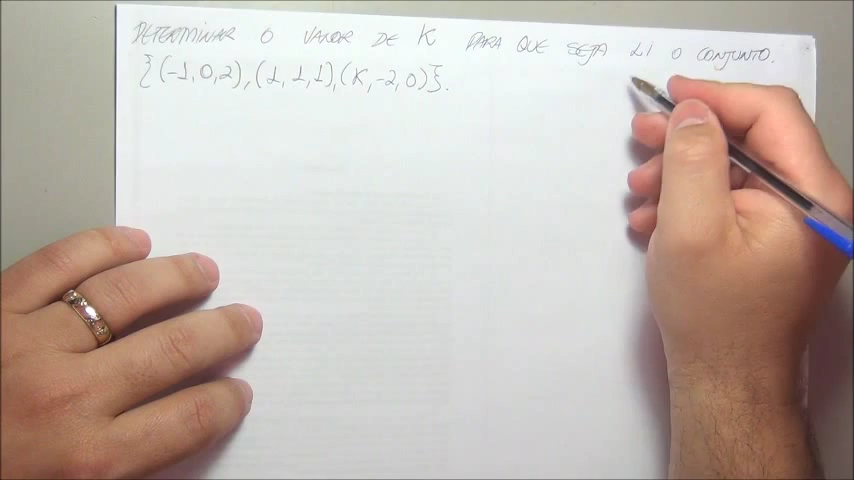 DETERMINAR O VALOR DE K PARA QUE SEJA LI O CONJUNTO.
{(-1,0,2),(1,1,1),(K,-2,0)}.